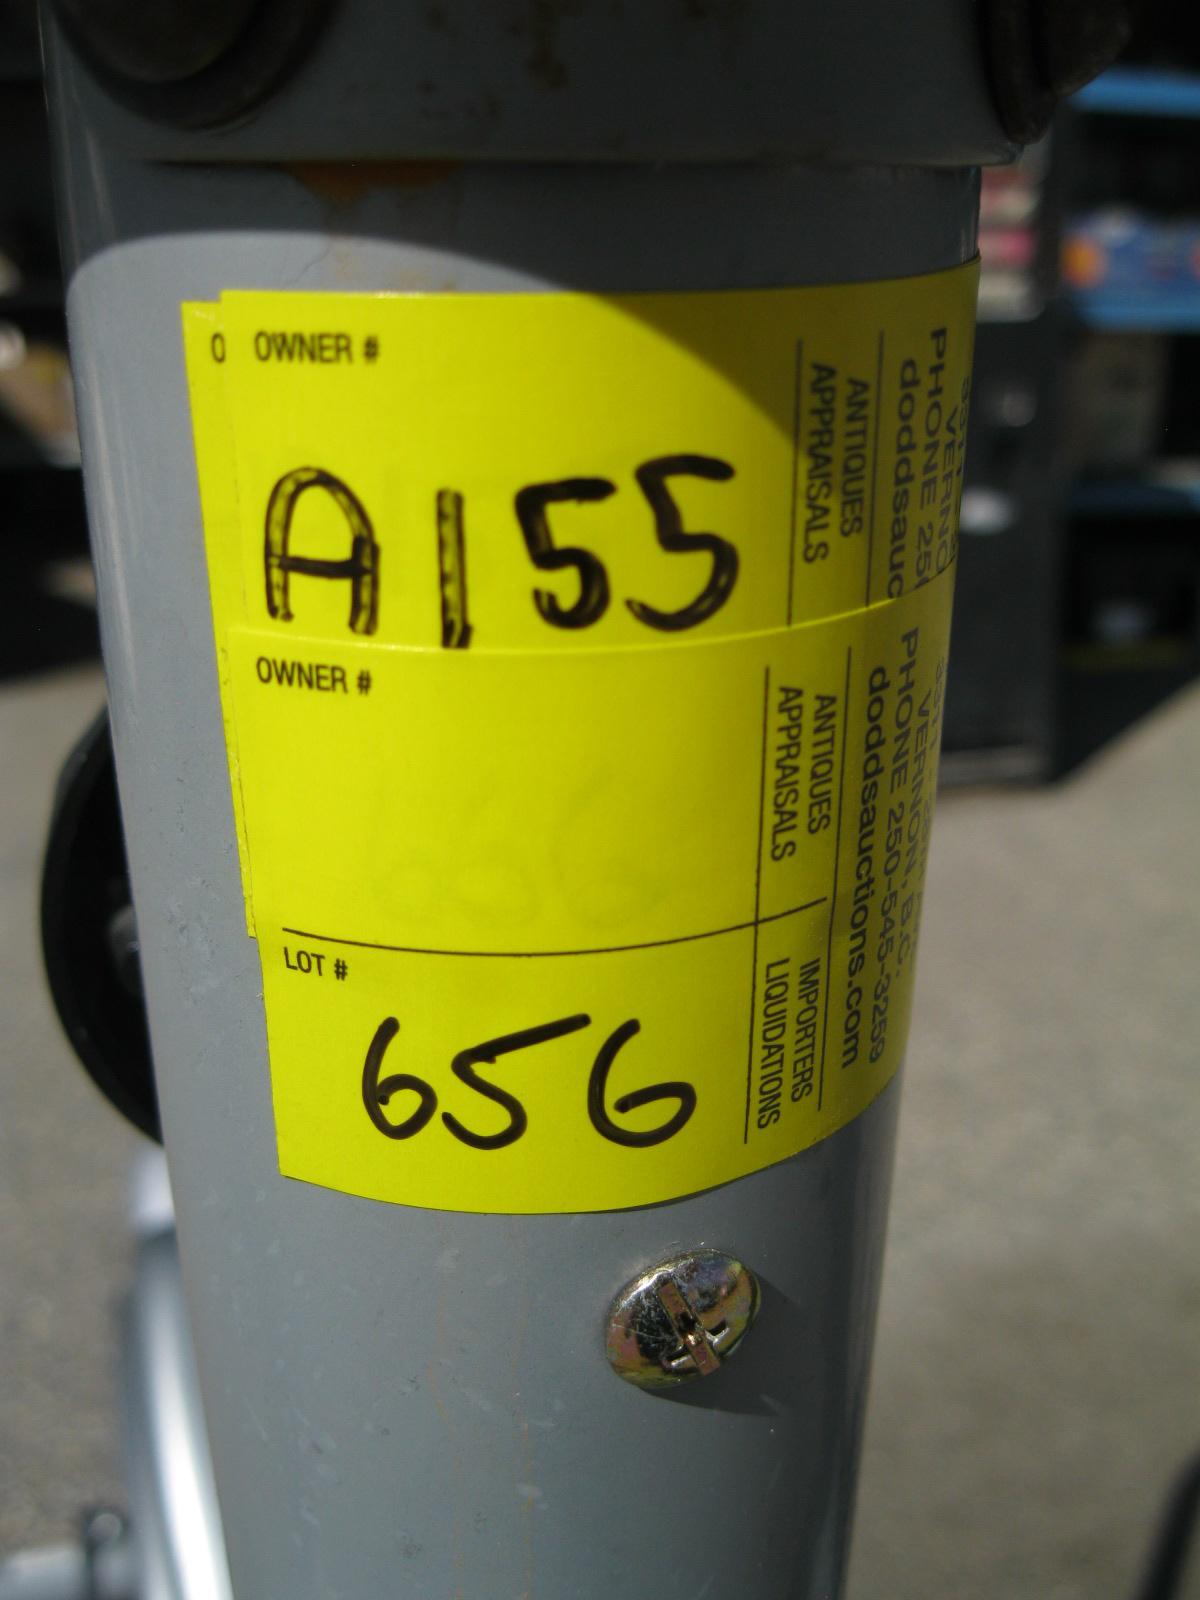 O
OWNER #
A155
ANTIQUES
APPRAISALS
PHONE 25
doddsauc
OWNER #
ANTIQUES
APPRAISALS
VERNON, B.C.
PHONE 250-545-3259
doddsauctions.com
LOT #
656
IMPORTERS
LIQUIDATIONS